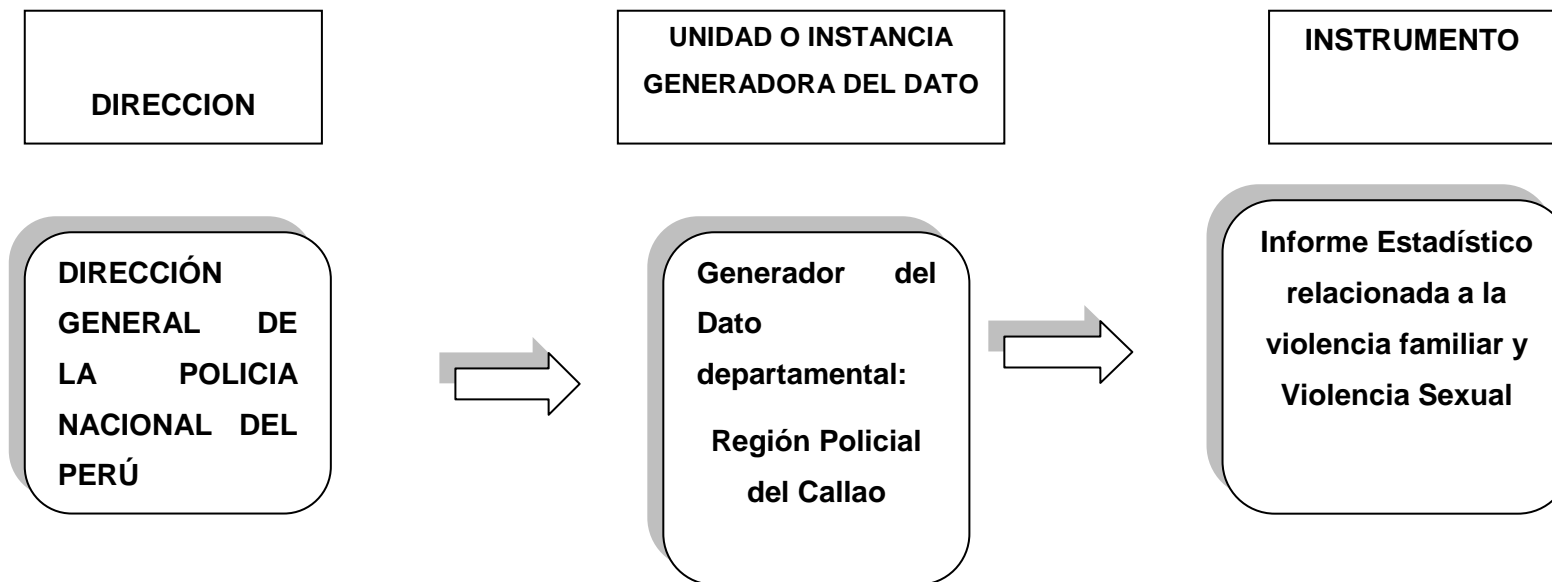 DIRECCION
UNIDAD O INSTANCIA
GENERADORA DEL DATO
INSTRUMENTO
DIRECCIÓN
GENERAL DE
LA POLICIA
NACIONAL DEL
PERÚ
Generador del
Dato
departamental:
Región Policial
del Callao
Informe Estadístico
relacionada a la
violencia familiar y
Violencia Sexual